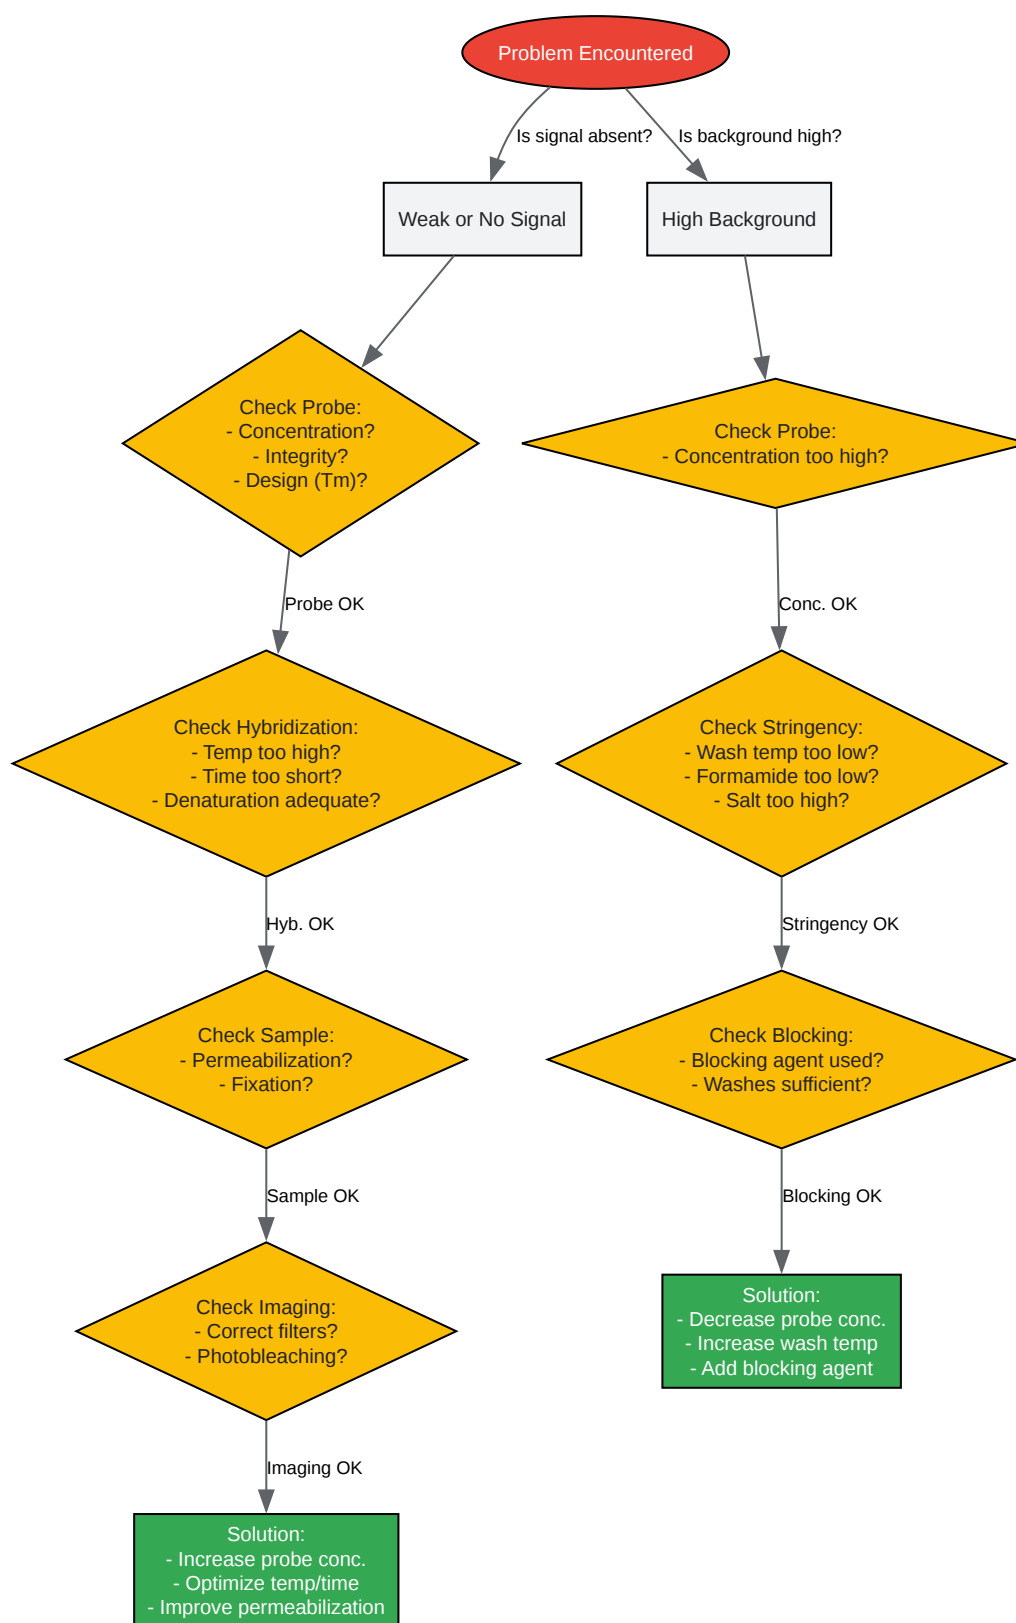 Problem Encountered
Is signal absent?
Is background high?
Weak or No Signal
High Background
Check Probe:
- Concentration?
- Integrity?
- Design (Tm)?
Check Probe:
- Concentration too high?
Probe OK
Conc. OK
Check Hybridization:
- Temp too high?
- Time too short?
- Denaturation adequate?
Check Stringency:
- Wash temp too low?
- Formamide too low?
- Salt too high?
Hyb. OK
Stringency OK
Check Sample:
- Permeabilization?
- Fixation?
Check Blocking:
- Blocking agent used?
- Washes sufficient?
Sample OK
Blocking OK
Check Imaging:
- Correct filters?
- Photobleaching?
Solution:
- Decrease probe conc.
- Increase wash temp
- Add blocking agent
Imaging OK
Solution:
- Increase probe conc.
- Optimize temp/time
- Improve permeabilization